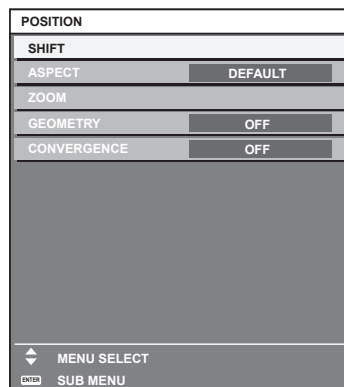 POSITION
SHIFT
ASPECT DEFAULT
ZOOM
GEOMETRY OFF
CONVERGENCE OFF
MENU SELECT
ENTER SUB MENU